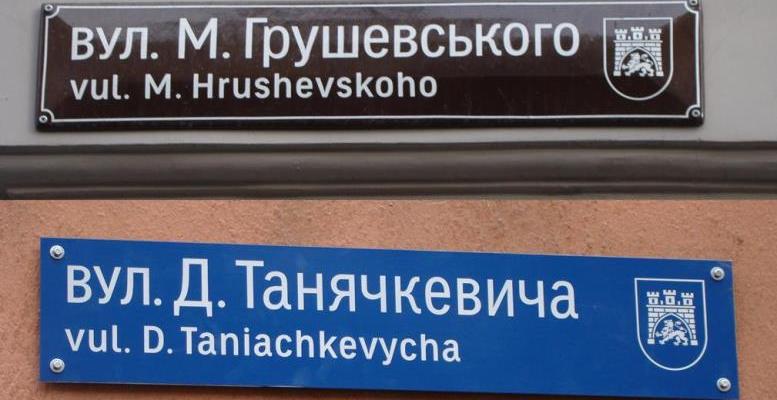 вул. М. Грушевського
vul. M. Hrushevskoho
вул. Д. Танячкевича
vul. D. Taniachkevycha